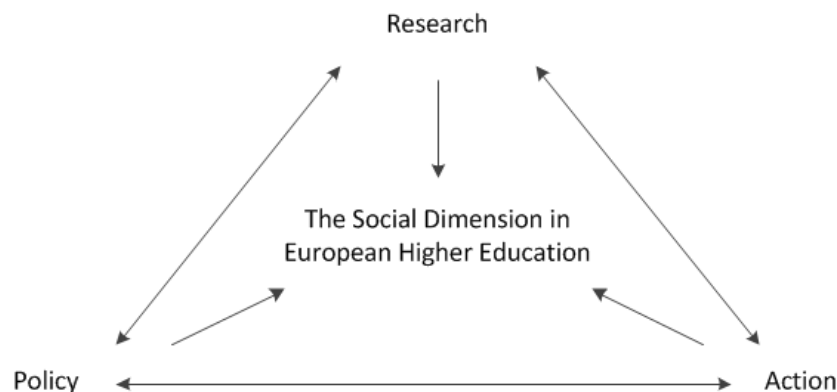 Research
The Social Dimension in
European Higher Education
Policy
Action